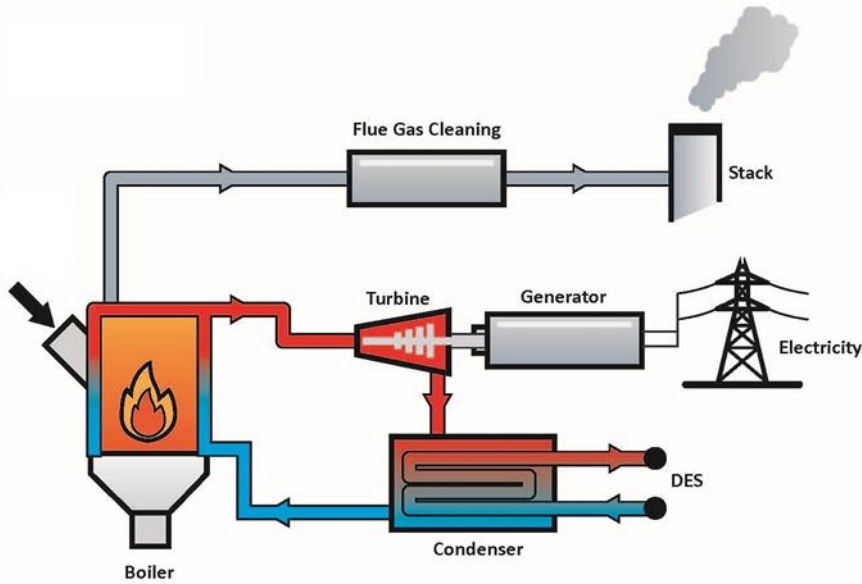 Flue Gas Cleaning
Stack
Turbine
Generator
Electricity
DES
Condenser
Boiler